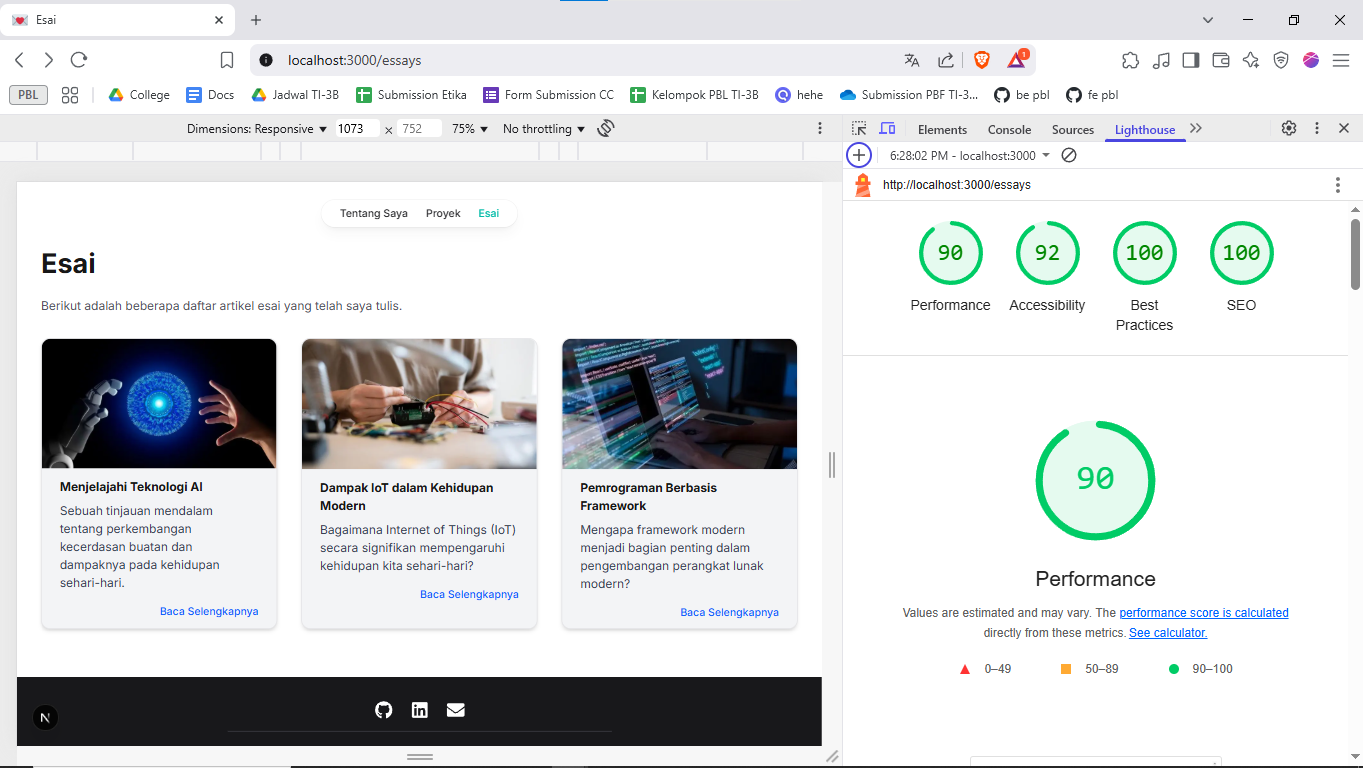 Esai
localhost:3000/essays
1
PBL
College
Docs
Jadwal TI-3B
Submission Etika
Form Submission CC
Kelompok PBL TI-3B
hehe
Submission PBF TI-3...
be pbl
fe pbl
Dimensions: Responsive
1073
×
752
75%
No throttling
Elements
Console
Sources
Lighthouse
6:28:02 PM - localhost:3000
http://localhost:3000/essays
Tentang Saya
Proyek
Esai
Esai
Berikut adalah beberapa daftar artikel esai yang telah saya tulis.
Menjelajahi Teknologi AI
Sebuah tinjauan mendalam
tentang perkembangan
kecerdasan buatan dan
dampaknya pada kehidupan
sehari-hari.
Baca Selengkapnya
Dampak IoT dalam Kehidupan
Modern
Bagaimana Internet of Things (IoT)
secara signifikan mempengaruhi
kehidupan kita sehari-hari?
Baca Selengkapnya
Pemrograman Berbasis
Framework
Mengapa framework modern
menjadi bagian penting dalam
pengembangan perangkat lunak
modern?
Baca Selengkapnya
N
90
92
100
100
Performance
Accessibility
Best
Practices
SEO
90
Performance
Values are estimated and may vary. The performance score is calculated
directly from these metrics. See calculator.
0–49
50–89
90–100